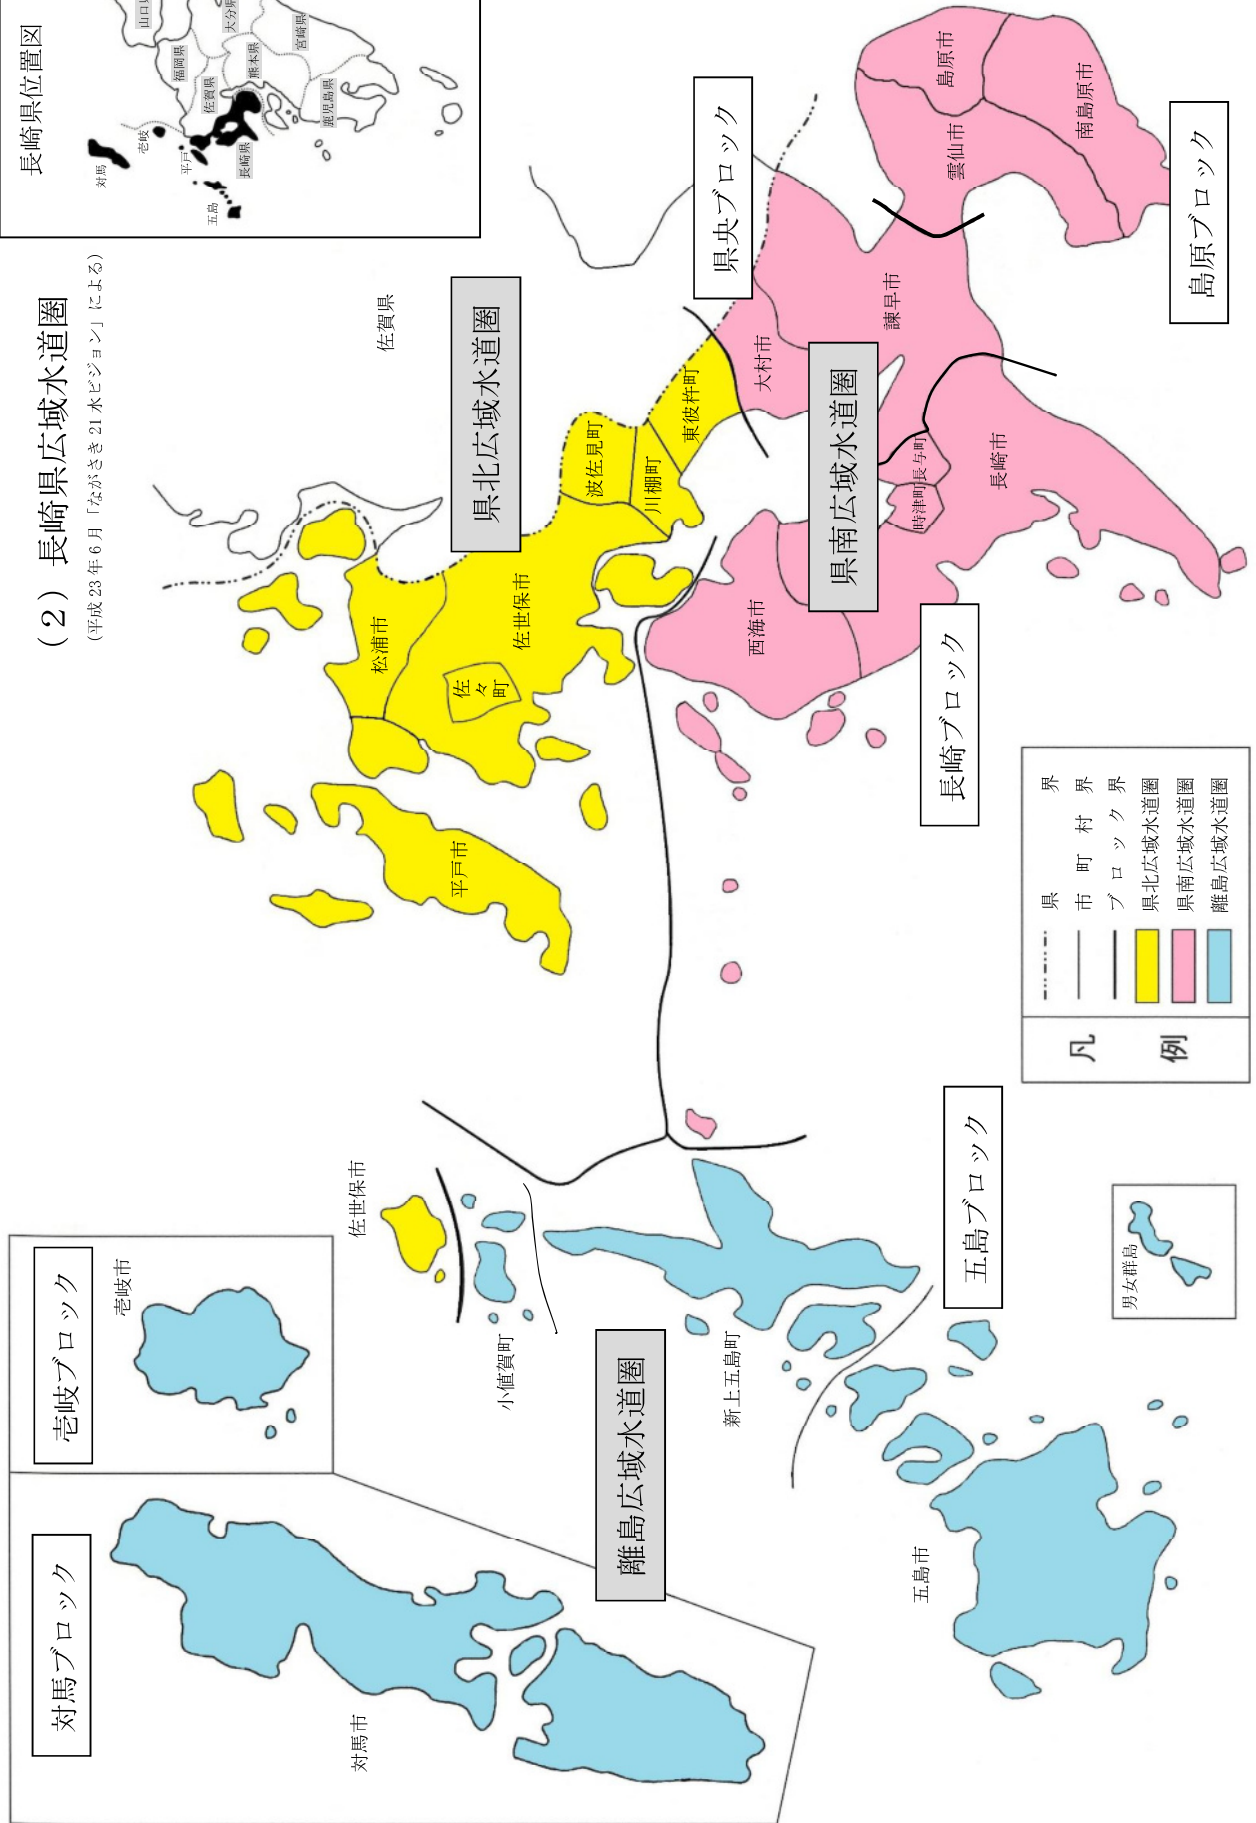 (２) 長崎県広域水道圏
(平成23年6月「ながさき21水ビジョン」による)
長崎県位置図
対馬
壱岐
平戸
五島
長崎県
佐賀県
福岡県
熊本県
大分県
宮崎県
鹿児島県
山口県
対馬ブロック
対馬市
壱岐ブロック
壱岐市
佐世保市
小値賀町
離島広域水道圏
新上五島町
五島市
五島ブロック
男女群島
佐賀県
県北広域水道圏
平戸市
松浦市
佐々町
佐世保市
波佐見町
川棚町
東彼杵町
県央ブロック
大村市
諫早市
県南広域水道圏
西海市
時津町
長与町
長崎市
長崎ブロック
島原市
雲仙市
南島原市
島原ブロック
凡例
県界
市町村界
ブロック界
県北広域水道圏
県南広域水道圏
離島広域水道圏